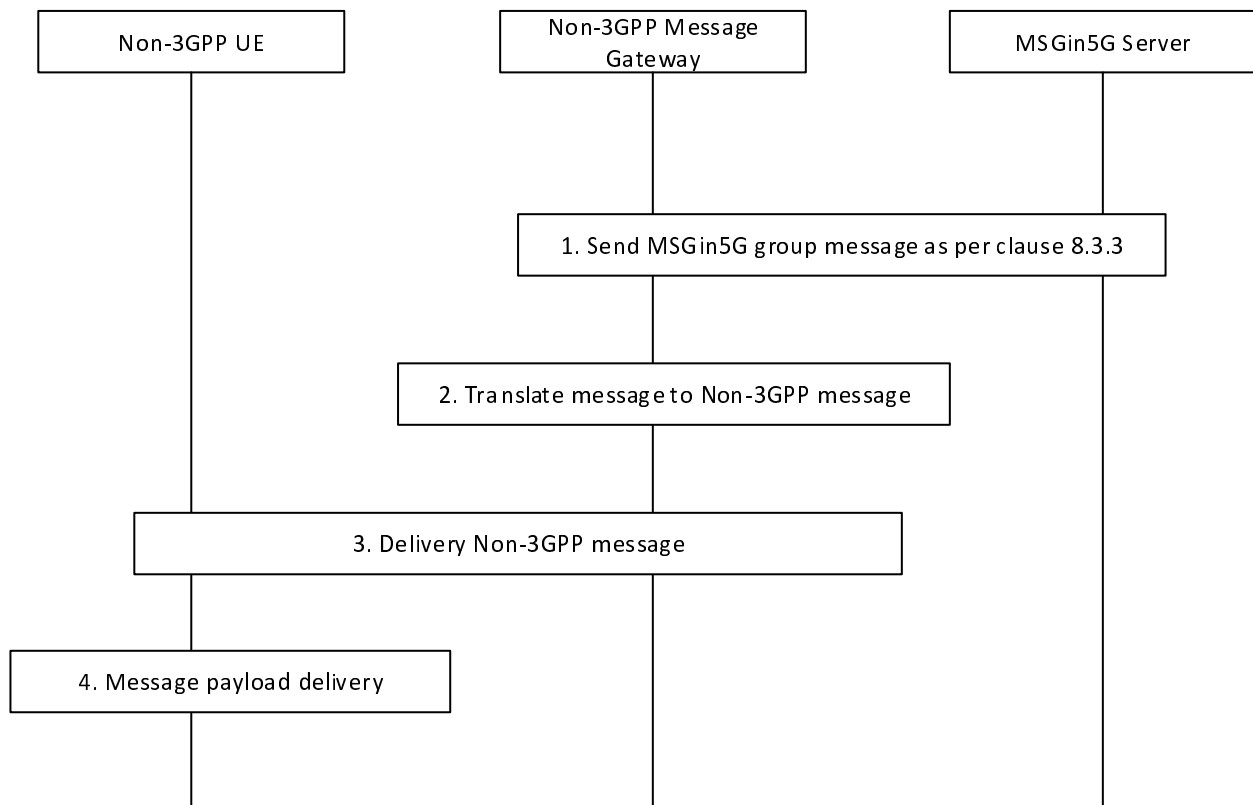 Non-3GPP UE
Non-3GPP Message
Gateway
MSGin5G Server
1. Send MSGin5G group message as per clause 8.3.3
2. Translate message to Non-3GPP message
3. Delivery Non-3GPP message
4. Message payload delivery